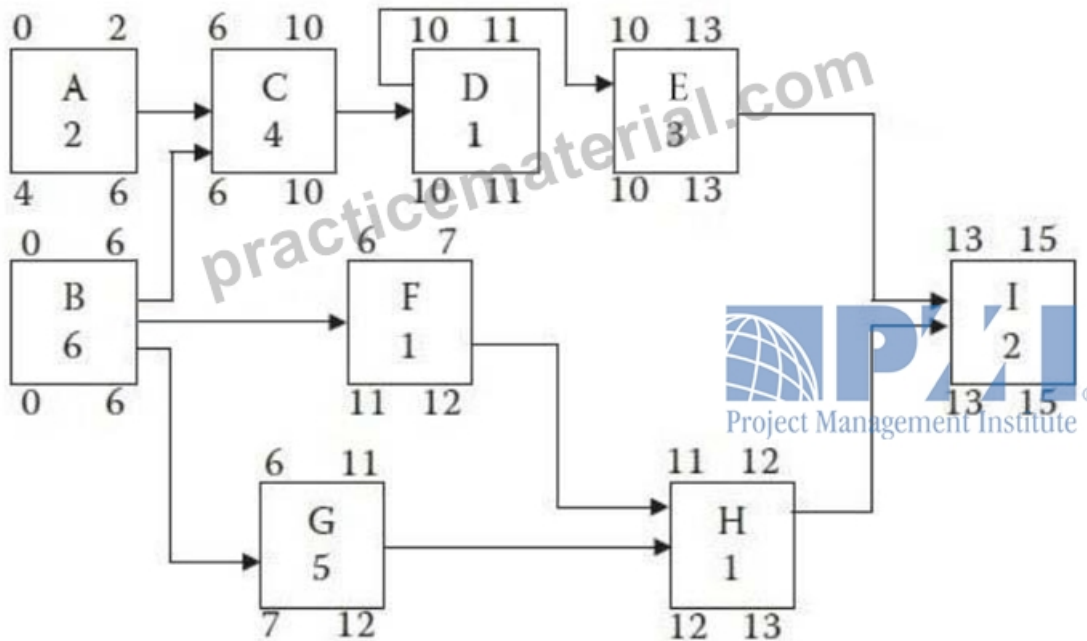 0 2 6 10 10 11 10 13
A C D E
2 4 1 3
4 6 6 10 10 11 10 13
practicematerial.com
0 6 6 7 13 15
B F I
6 1 2
0 6 11 12 13 15
PMI
Project Management Institute
6 11 11 12
G H
5 1
7 12 12 13